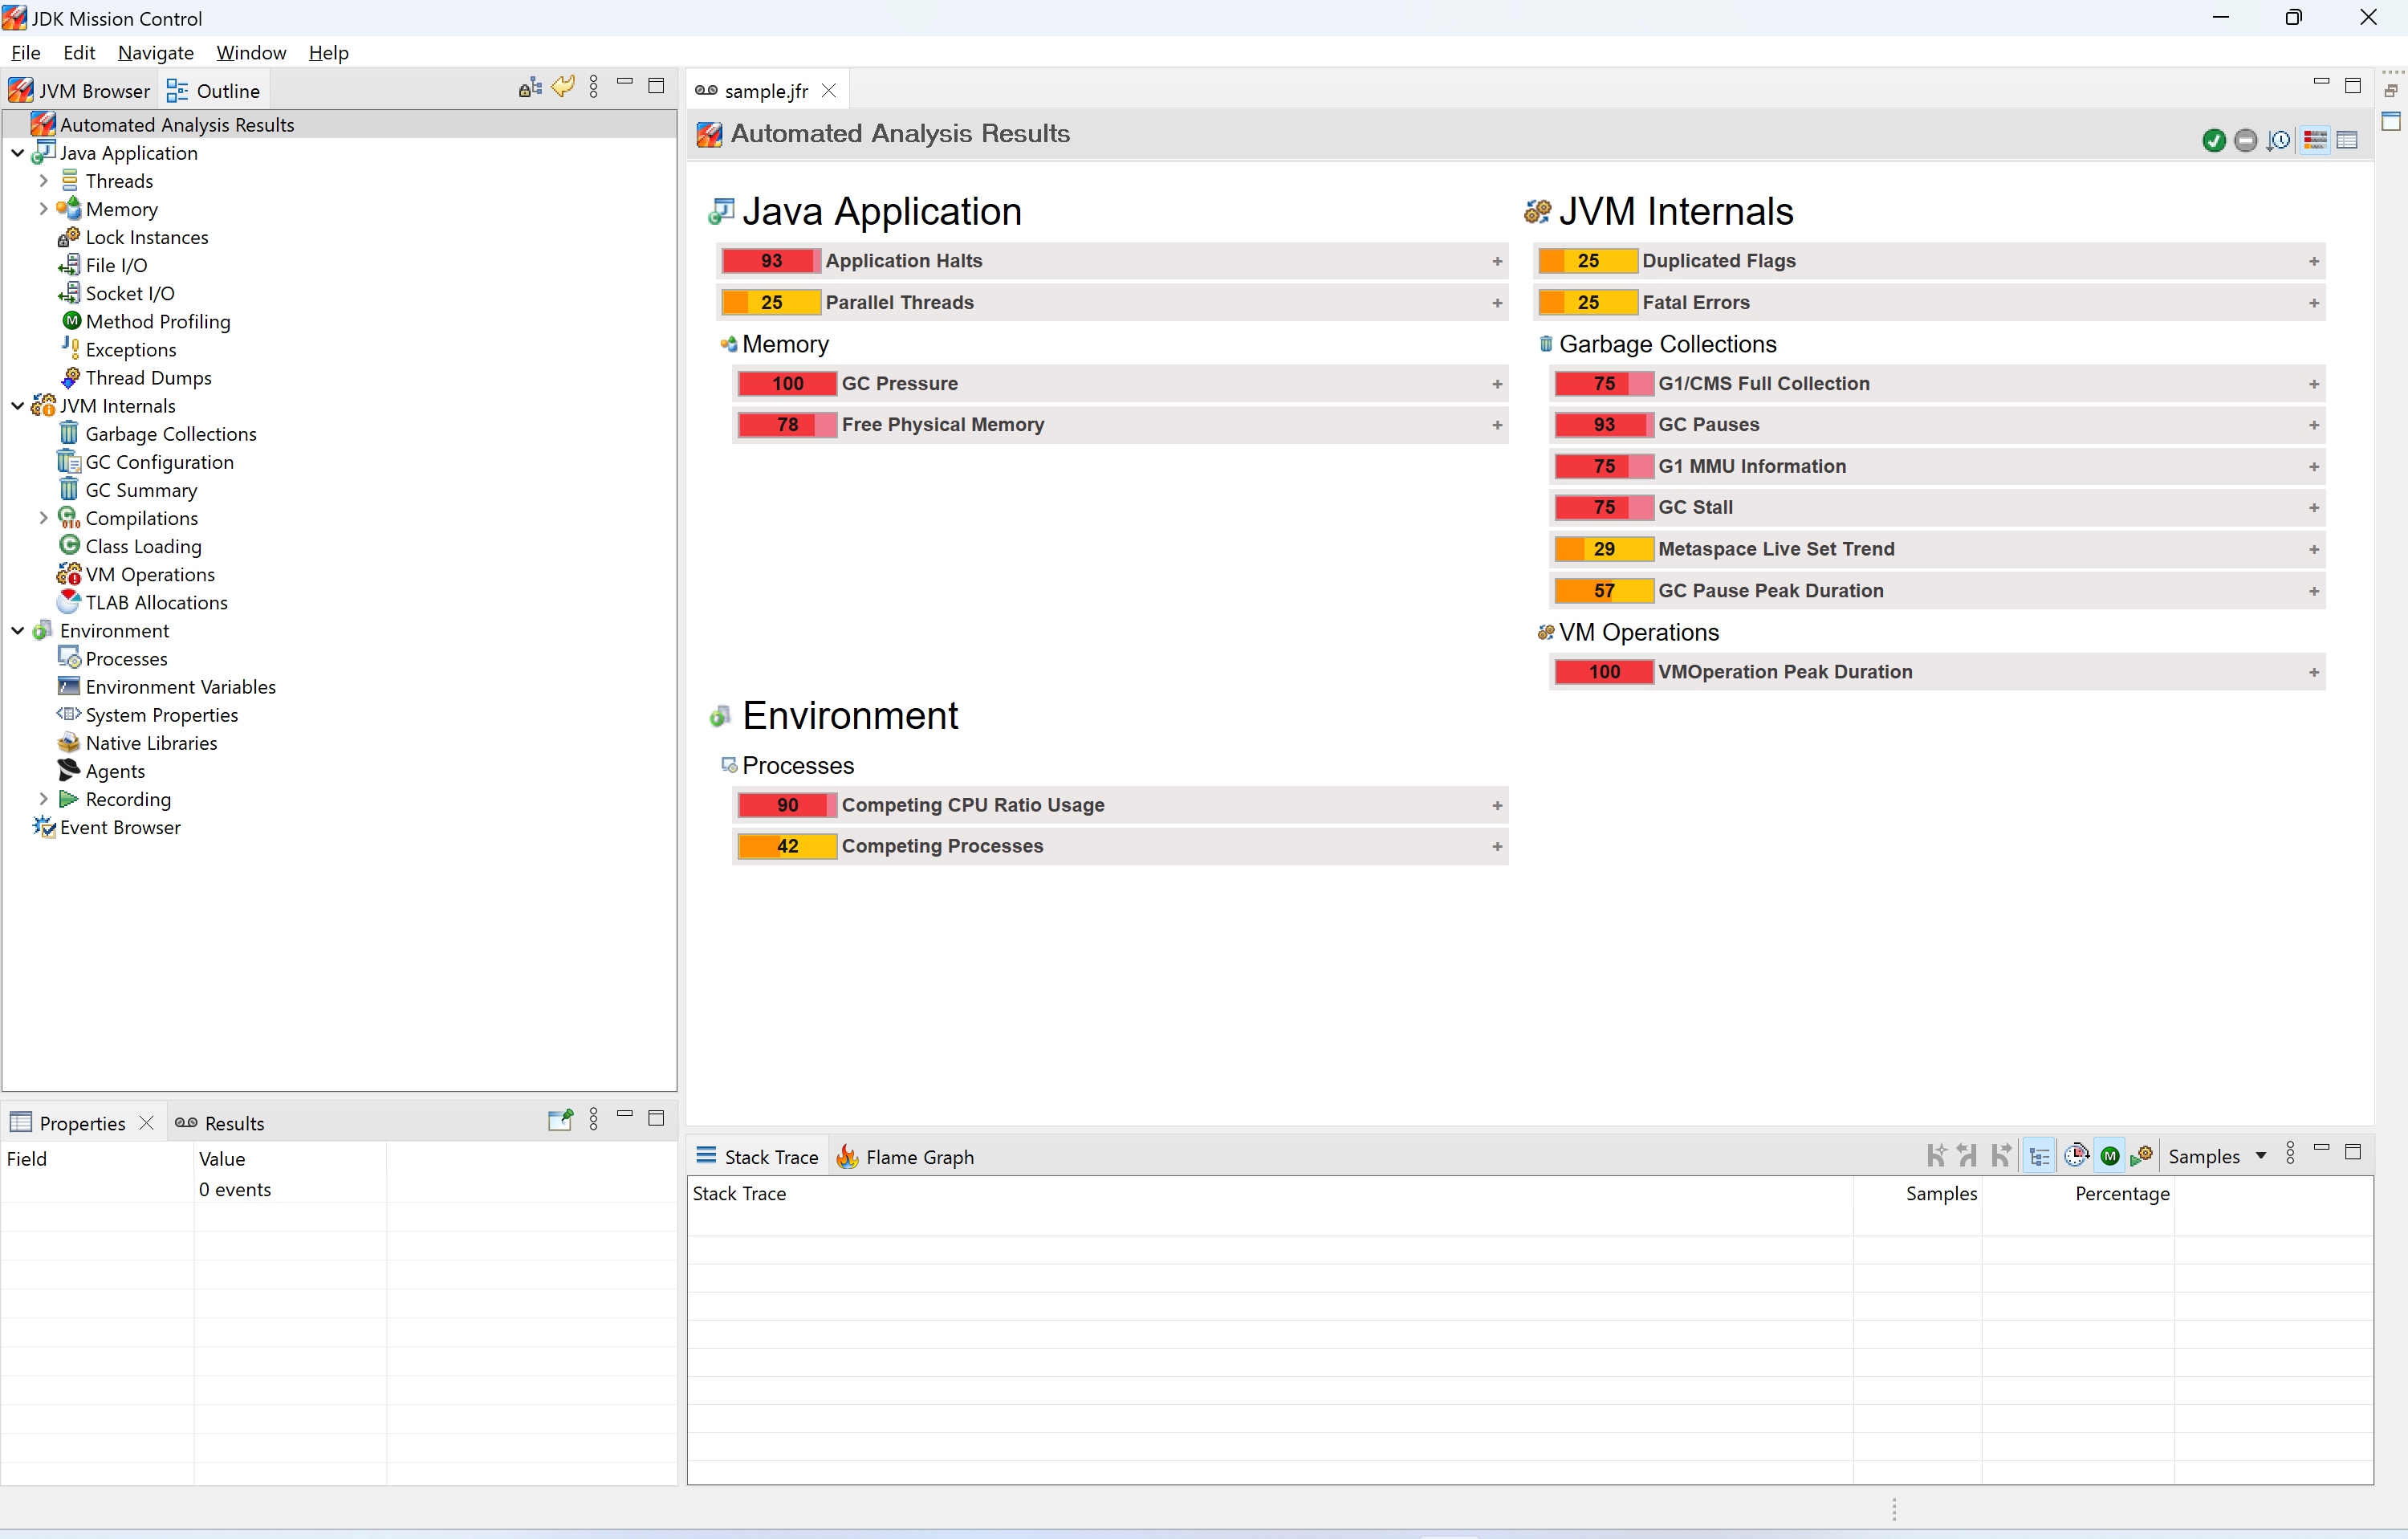 JDK Mission Control
File Edit Navigate Window Help
JVM Browser Outline
Automated Analysis Results
Java Application
Threads
Memory
Lock Instances
File I/O
Socket I/O
Method Profiling
Exceptions
Thread Dumps
JVM Internals
Garbage Collections
GC Configuration
GC Summary
Compilations
Class Loading
VM Operations
TLAB Allocations
Environment
Processes
Environment Variables
System Properties
Native Libraries
Agents
Recording
Event Browser
Properties Results
Field Value
0 events
sample.jfr
Automated Analysis Results
Java Application
93 Application Halts +
25 Parallel Threads +
Memory
100 GC Pressure +
78 Free Physical Memory +
JVM Internals
25 Duplicated Flags +
25 Fatal Errors +
Garbage Collections
75 G1/CMS Full Collection +
93 GC Pauses +
75 G1 MMU Information +
75 GC Stall +
29 Metaspace Live Set Trend +
57 GC Pause Peak Duration +
VM Operations
100 VMOperation Peak Duration +
Environment
Processes
90 Competing CPU Ratio Usage +
42 Competing Processes +
Stack Trace Flame Graph Samples
Stack Trace Samples Percentage